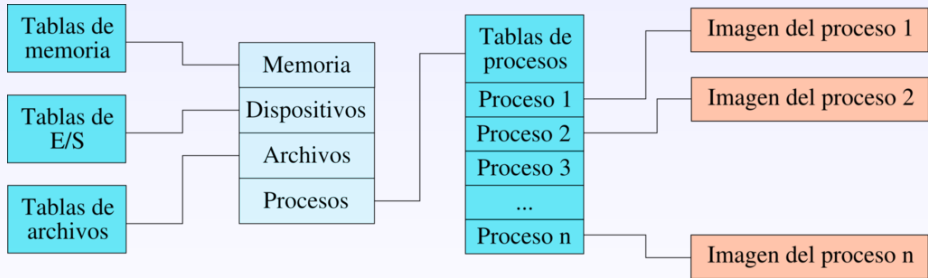 Tablas de
memoria
Tablas de
E/S
Tablas de
archivos
Memoria
Dispositivos
Archivos
Procesos
Tablas de
procesos
Proceso 1
Proceso 2
Proceso 3
...
Proceso n
Imagen del proceso 1
Imagen del proceso 2
Imagen del proceso n